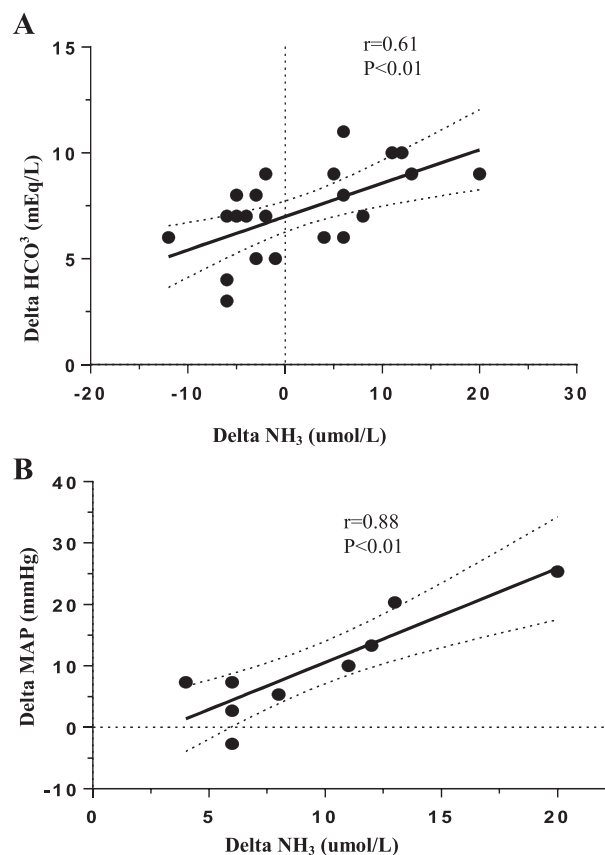 A
r=0.61
P<0.01
15
10
5
0
Delta HCO³ (mEq/L)
-20 -10 0 10 20 30
Delta NH₃ (umol/L)
B
r=0.88
P<0.01
40
30
20
10
0
-10
Delta MAP (mmHg)
0 5 10 15 20
Delta NH₃ (umol/L)